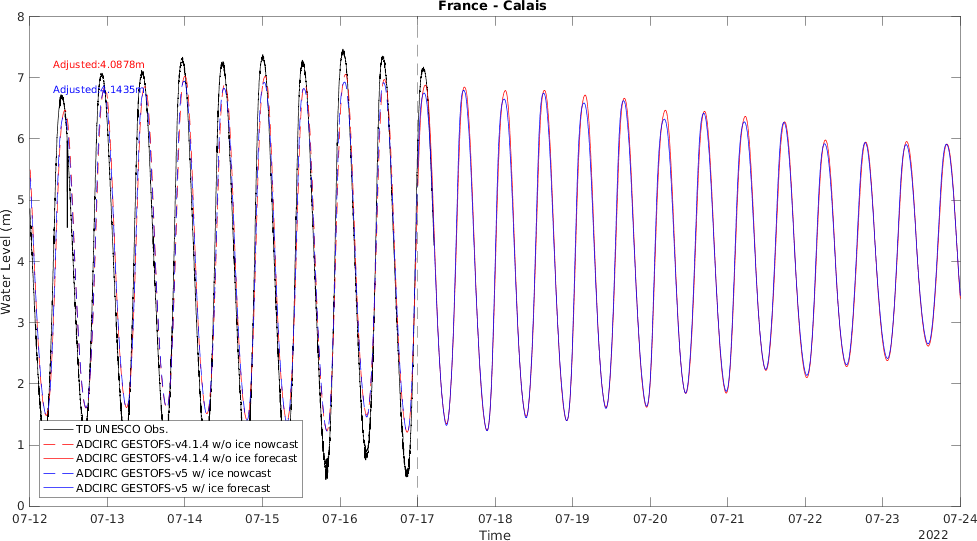 France - Calais
8
7
6
5
4
3
2
1
0
Water Level (m)
Adjusted:4.0878m
Adjusted:4.1435m
TD UNESCO Obs.
ADCIRC GESTOFS-v4.1.4 w/o ice nowcast
ADCIRC GESTOFS-v4.1.4 w/o ice forecast
ADCIRC GESTOFS-v5 w/ ice nowcast
ADCIRC GESTOFS-v5 w/ ice forecast
07-12 07-13 07-14 07-15 07-16 07-17 07-18 07-19 07-20 07-21 07-22 07-23 07-24
Time
2022